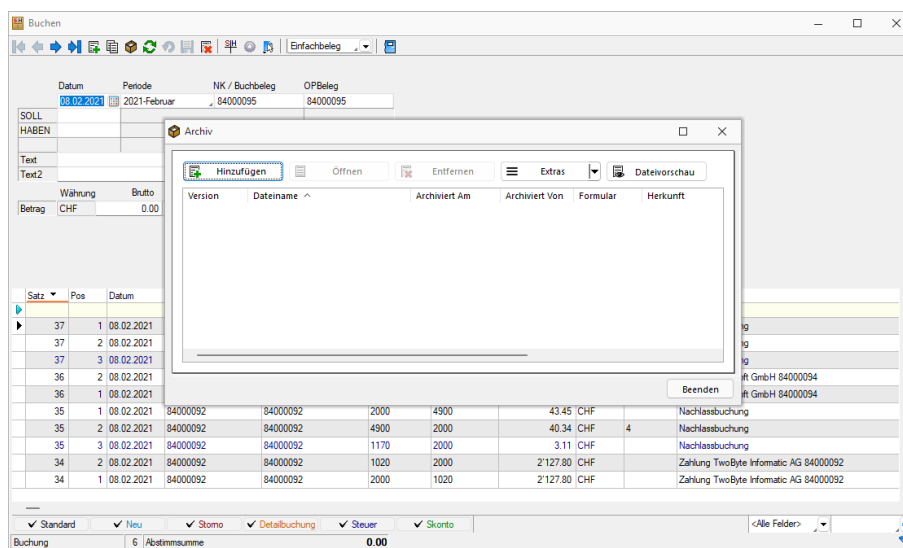 Buchen
Einfachbeleg
Datum Periode NK / Buchbeleg OPBeleg
08.02.2021 2021-Februar 84000095 84000095
SOLL
HABEN
Text
Text2
Währung Brutto
Betrag CHF 0.00
Archiv
Hinzufügen Öffnen Entfernen Extras Dateivorschau
Version Dateiname Archiviert Am Archiviert Von Formular Herkunft
Beenden
Satz Pos Datum
37 1 08.02.2021
37 2 08.02.2021
37 3 08.02.2021
36 2 08.02.2021 GmbH 84000094
36 1 08.02.2021 GmbH 84000094
35 1 08.02.2021 84000092 84000092 2000 4900 43.45 CHF Nachlassbuchung
35 2 08.02.2021 84000092 84000092 4900 2000 40.34 CHF 4 Nachlassbuchung
35 3 08.02.2021 84000092 84000092 1170 2000 3.11 CHF Nachlassbuchung
34 2 08.02.2021 84000092 84000092 1020 2000 2'127.80 CHF Zahlung TwoByte Informatic AG 84000092
34 1 08.02.2021 84000092 84000092 2000 1020 2'127.80 CHF Zahlung TwoByte Informatic AG 84000092
Standard Neu Storno Detailbuchung Steuer Skonto <Alle Felder>
Buchung 6 Abstimmsumme 0.00